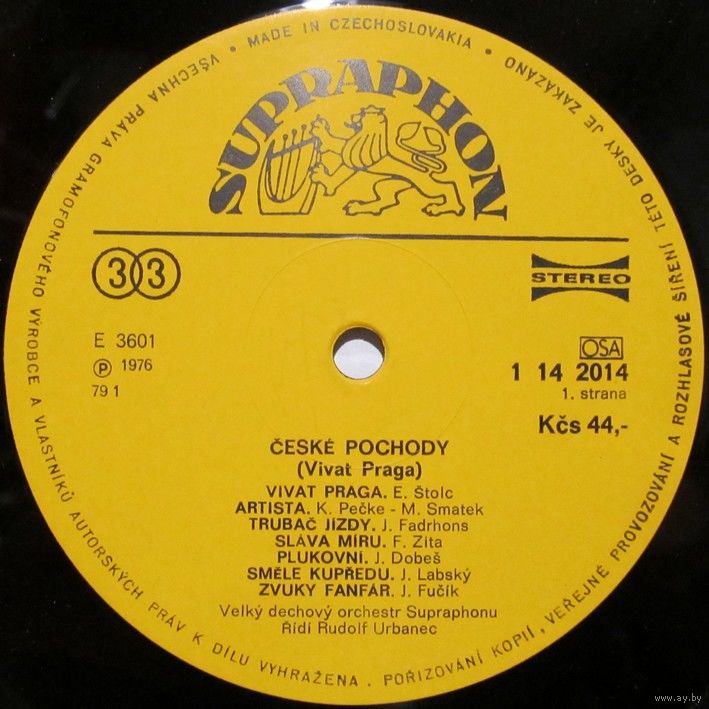 VŠECHNA PRÁVA GRAMOFONOVÉHO VÝROBCE A VLASTNÍKŮ AUTORSKÝCH PRÁV K DÍLU VYHRAŽENA. POŘIZOVÁNÍ KOPIÍ, VEŘEJNÉ PROVOZOVÁNÍ A ROZHLASOVÉ ŠÍŘENÍ TÉTO DESKY JE ZAKÁZÁNO • MADE IN CZECHOSLOVAKIA •
SUPRAPHON
33
STEREO
E 3601
Ⓟ 1976
79 1
OSA
1 14 2014
1. strana
Kčs 44,-
ČESKÉ POCHODY
(Vivat Praga)
VIVAT PRAGA. E. Štolc
ARTISTA. K. Pečke - M. Smatek
TRUBAČ JÍZDY. J. Fadrhons
SLÁVA MÍRU. F. Zita
PLUKOVNÍ. J. Dobeš
SMĚLE KUPŘEDU. J. Labský
ZVUKY FANFÁR. J. Fučík
Velký dechový orchestr Supraphonu
Řídí Rudolf Urbanec
www.ay.by